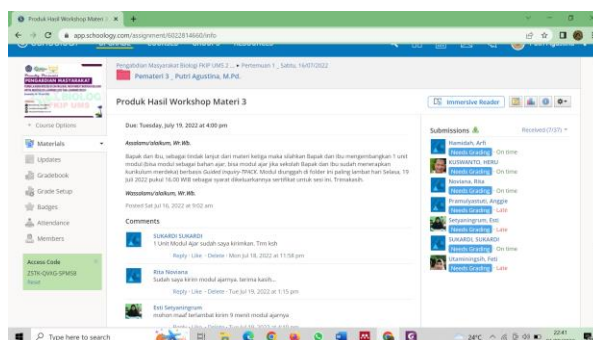 Produk Hasil Workshop Materi
app.schoology.com/assignment/6022814660/info
Pengabdian Masyarakat Biologi FKIP UMS 2 ... Pertemuan 1 _ Sabtu, 16/07/2022
Pemateri 3 _ Putri Agustina, M.Pd.
Produk Hasil Workshop Materi 3
Immersive Reader
Course Options
Materials
Updates
Gradebook
Grade Setup
Badges
Attendance
Members
Access Code
Reset
Due: Tuesday, July 19, 2022 at 4:00 pm
Assalamu'alaikum, Wr.Wb.
Bapak dan Ibu, sebagai tindak lanjut dari materi ketiga maka silahkan Bapak dan Ibu mengembangkan 1 unit
modul (bisa modul sebagai bahan ajar, bisa modul ajar jika sekolah Bapak dan Ibu sudah menerapkan
kurikulum merdeka) berbasis Guided Inquiry-TPACK. Modul diunggah di folder ini paling lambat hari Selasa, 19
Juli 2022 pukul 16.00 WIB sebagai syarat dikeluarkannya sertifikat untuk sesi ini. Trimakasih.
Wassalamu'alaikum, Wr.Wb.
Posted Sat Jul 16, 2022 at 9:02 am
Comments
SUKARDI SUKARDI
1 Unit Modul Ajar sudah saya kirimkan, Trm ksh
Reply · Like · Delete · Mon Jul 18, 2022 at 11:58 pm
Rita Noviana
Sudah saya kirim modul ajarnya. terima kasih...
Reply · Like · Delete · Tue Jul 19, 2022 at 1:15 pm
Esti Setyaningrum
mohon maaf terlambat kirim 9 menit modul ajarnya
Submissions
Received (7/27)
Hamidah, Arfi
Needs Grading On time
KUSWANTO, HERU
Needs Grading On time
Noviana, Rita
Needs Grading On time
Pramulyastuti, Anggie
Needs Grading Late
Setyaningrum, Esti
Needs Grading Late
SUKARDI, SUKARDI
Needs Grading On time
Utaminingsih, Feti
Needs Grading Late
Type here to search
24°C
22:41